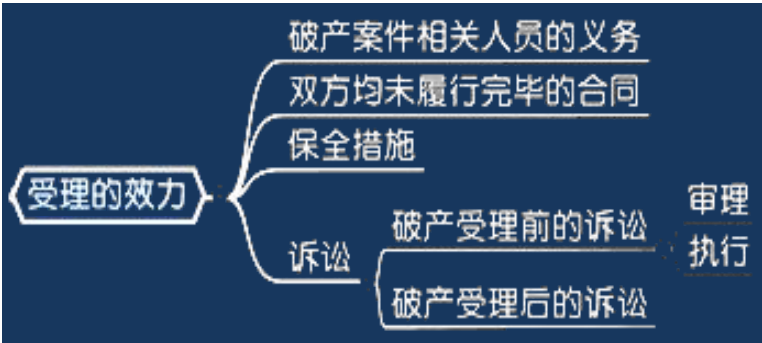 受理的效力
破产案件相关人员的义务
双方均未履行完毕的合同
保全措施
诉讼
破产受理前的诉讼
审理
执行
破产受理后的诉讼